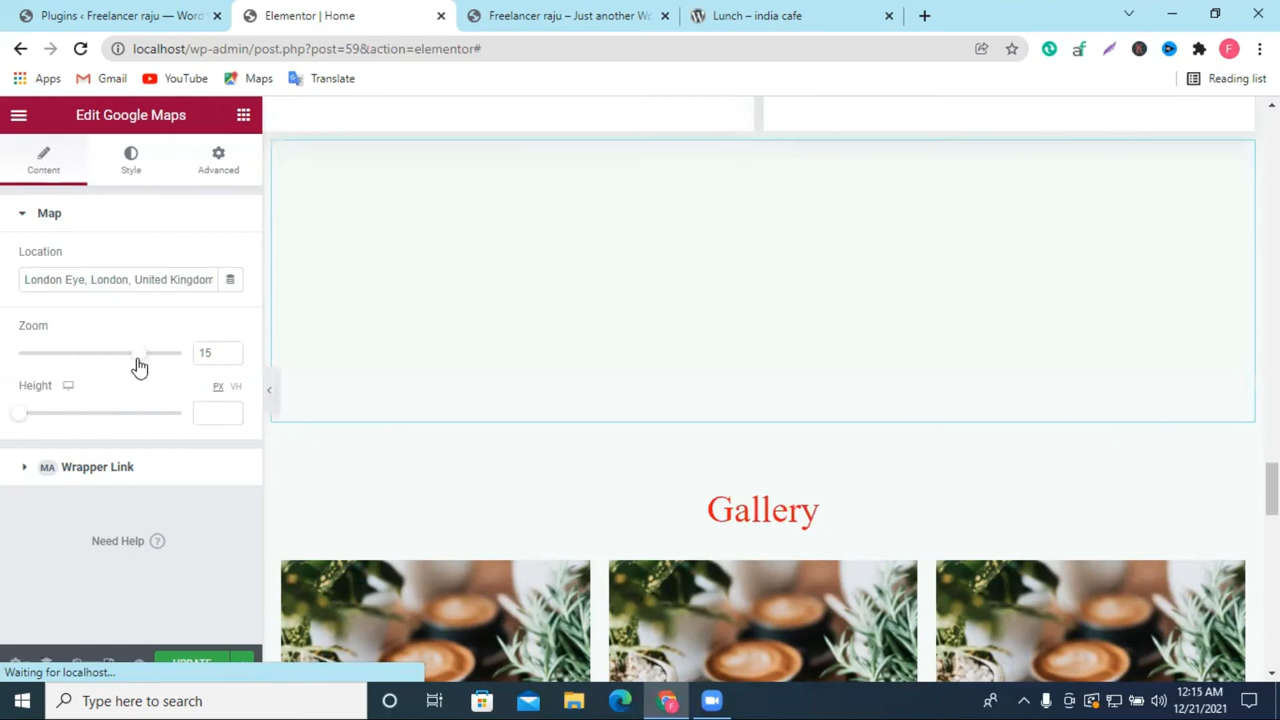 Plugins ‹ Freelancer raju — Word
Elementor | Home
Freelancer raju – Just another Wo
Lunch – india cafe
localhost/wp-admin/post.php?post=59&action=elementor#
F
Apps
Gmail
YouTube
Maps
Translate
Reading list
Edit Google Maps
Content
Style
Advanced
Map
Location
London Eye, London, United Kingdom
Zoom
15
Height
PX
VH
MA
Wrapper Link
Need Help
Gallery
UPDATE
Waiting for localhost...
Type here to search
12:15 AM
12/21/2021